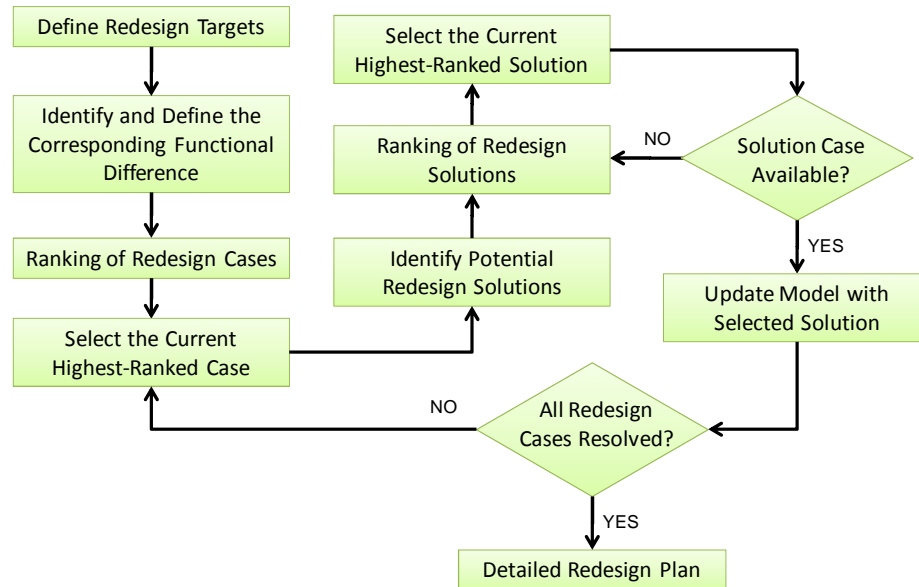 Define Redesign Targets
Identify and Define the
Corresponding Functional
Difference
Ranking of Redesign Cases
Select the Current
Highest-Ranked Case
Identify Potential
Redesign Solutions
Ranking of Redesign
Solutions
Select the Current
Highest-Ranked Solution
Solution Case
Available?
NO
YES
Update Model with
Selected Solution
All Redesign
Cases Resolved?
NO
YES
Detailed Redesign Plan